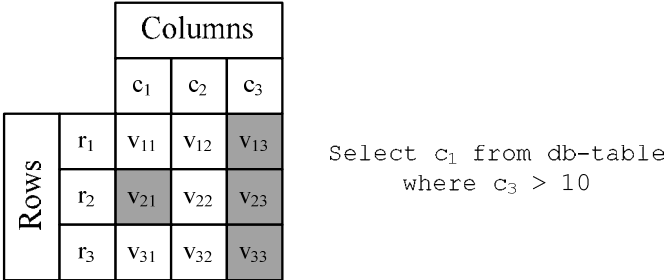 Columns
c₁ c₂ c₃
Rows
r₁ v₁₁ v₁₂ v₁₃
r₂ v₂₁ v₂₂ v₂₃
r₃ v₃₁ v₃₂ v₃₃
Select c₁ from db-table
where c₃ > 10